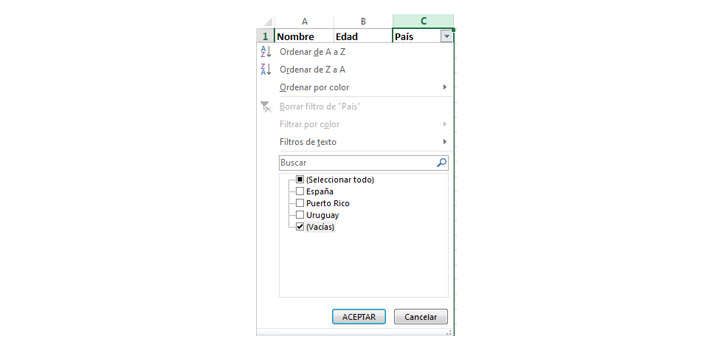 A B C
1 Nombre Edad País
Ordenar de A a Z
Ordenar de Z a A
Ordenar por color
Borrar filtro de "País"
Filtrar por color
Filtros de texto
Buscar
(Seleccionar todo)
España
Puerto Rico
Uruguay
(Vacías)
ACEPTAR Cancelar